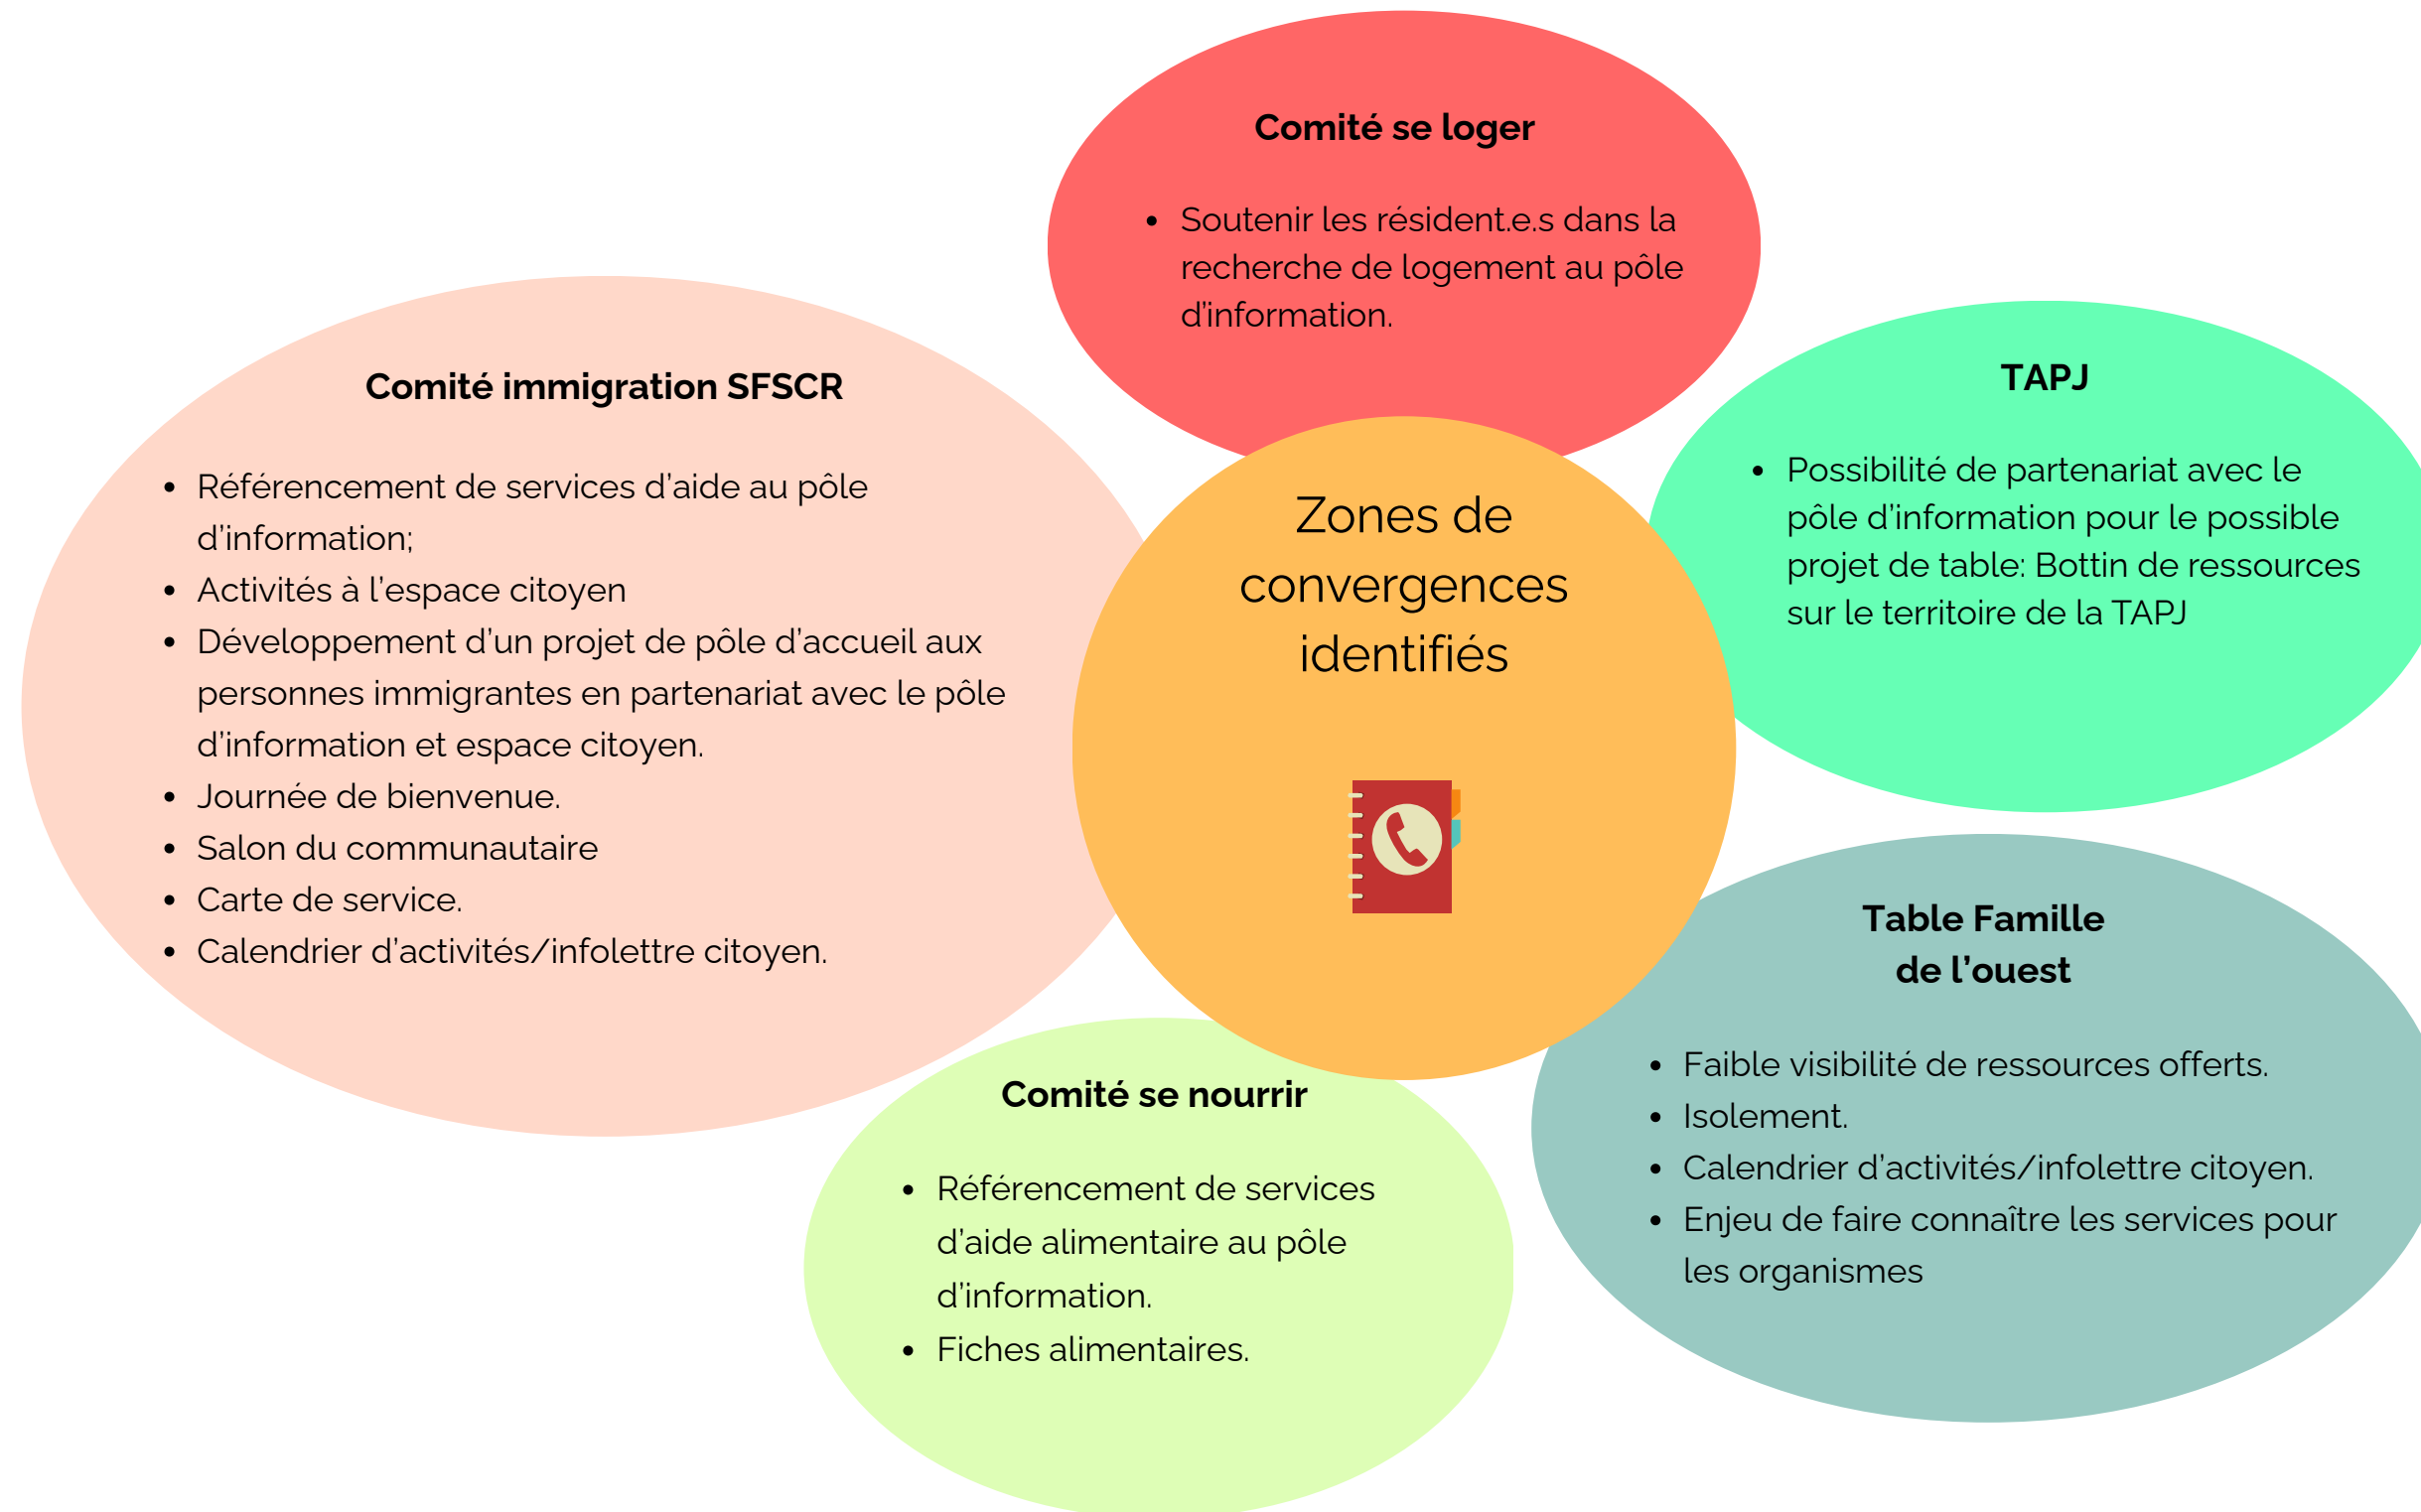 Comité se loger
• Soutenir les résident.e.s dans la
recherche de logement au pôle
d'information.
Comité immigration SFSCR
• Référencement de services d'aide au pôle
d'information;
• Activités à l'espace citoyen
• Développement d'un projet de pôle d'accueil aux
personnes immigrantes en partenariat avec le pôle
d'information et espace citoyen.
• Journée de bienvenue.
• Salon du communautaire
• Carte de service.
• Calendrier d'activités/infolettre citoyen.
Zones de
convergences
identifiés
TAPJ
• Possibilité de partenariat avec le
pôle d'information pour le possible
projet de table: Bottin de ressources
sur le territoire de la TAPJ
Table Famille
de l'ouest
• Faible visibilité de ressources offerts.
• Isolement.
• Calendrier d'activités/infolettre citoyen.
• Enjeu de faire connaître les services pour
les organismes
Comité se nourrir
• Référencement de services
d'aide alimentaire au pôle
d'information.
• Fiches alimentaires.